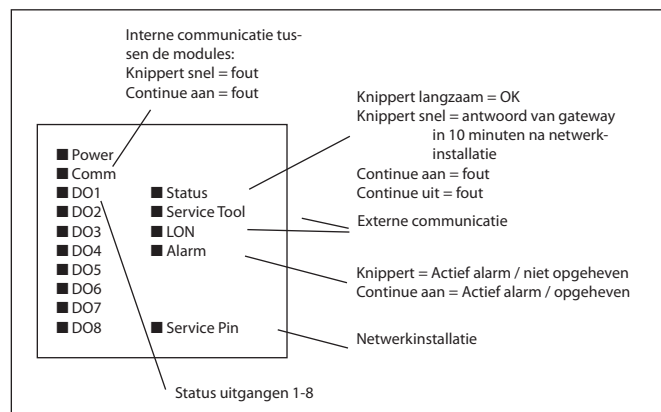 Interne communicatie tus-
sen de modules:
Knippert snel = fout
Continue aan = fout
Knippert langzaam = OK
Knippert snel = antwoord van gateway
in 10 minuten na netwerk-
installatie
Continue aan = fout
Continue uit = fout
Power
Comm
DO1
DO2
DO3
DO4
DO5
DO6
DO7
DO8
Status
Service Tool
LON
Alarm
Service Pin
Externe communicatie
Knippert = Actief alarm / niet opgeheven
Continue aan = Actief alarm / opgeheven
Netwerkinstallatie
Status uitgangen 1-8